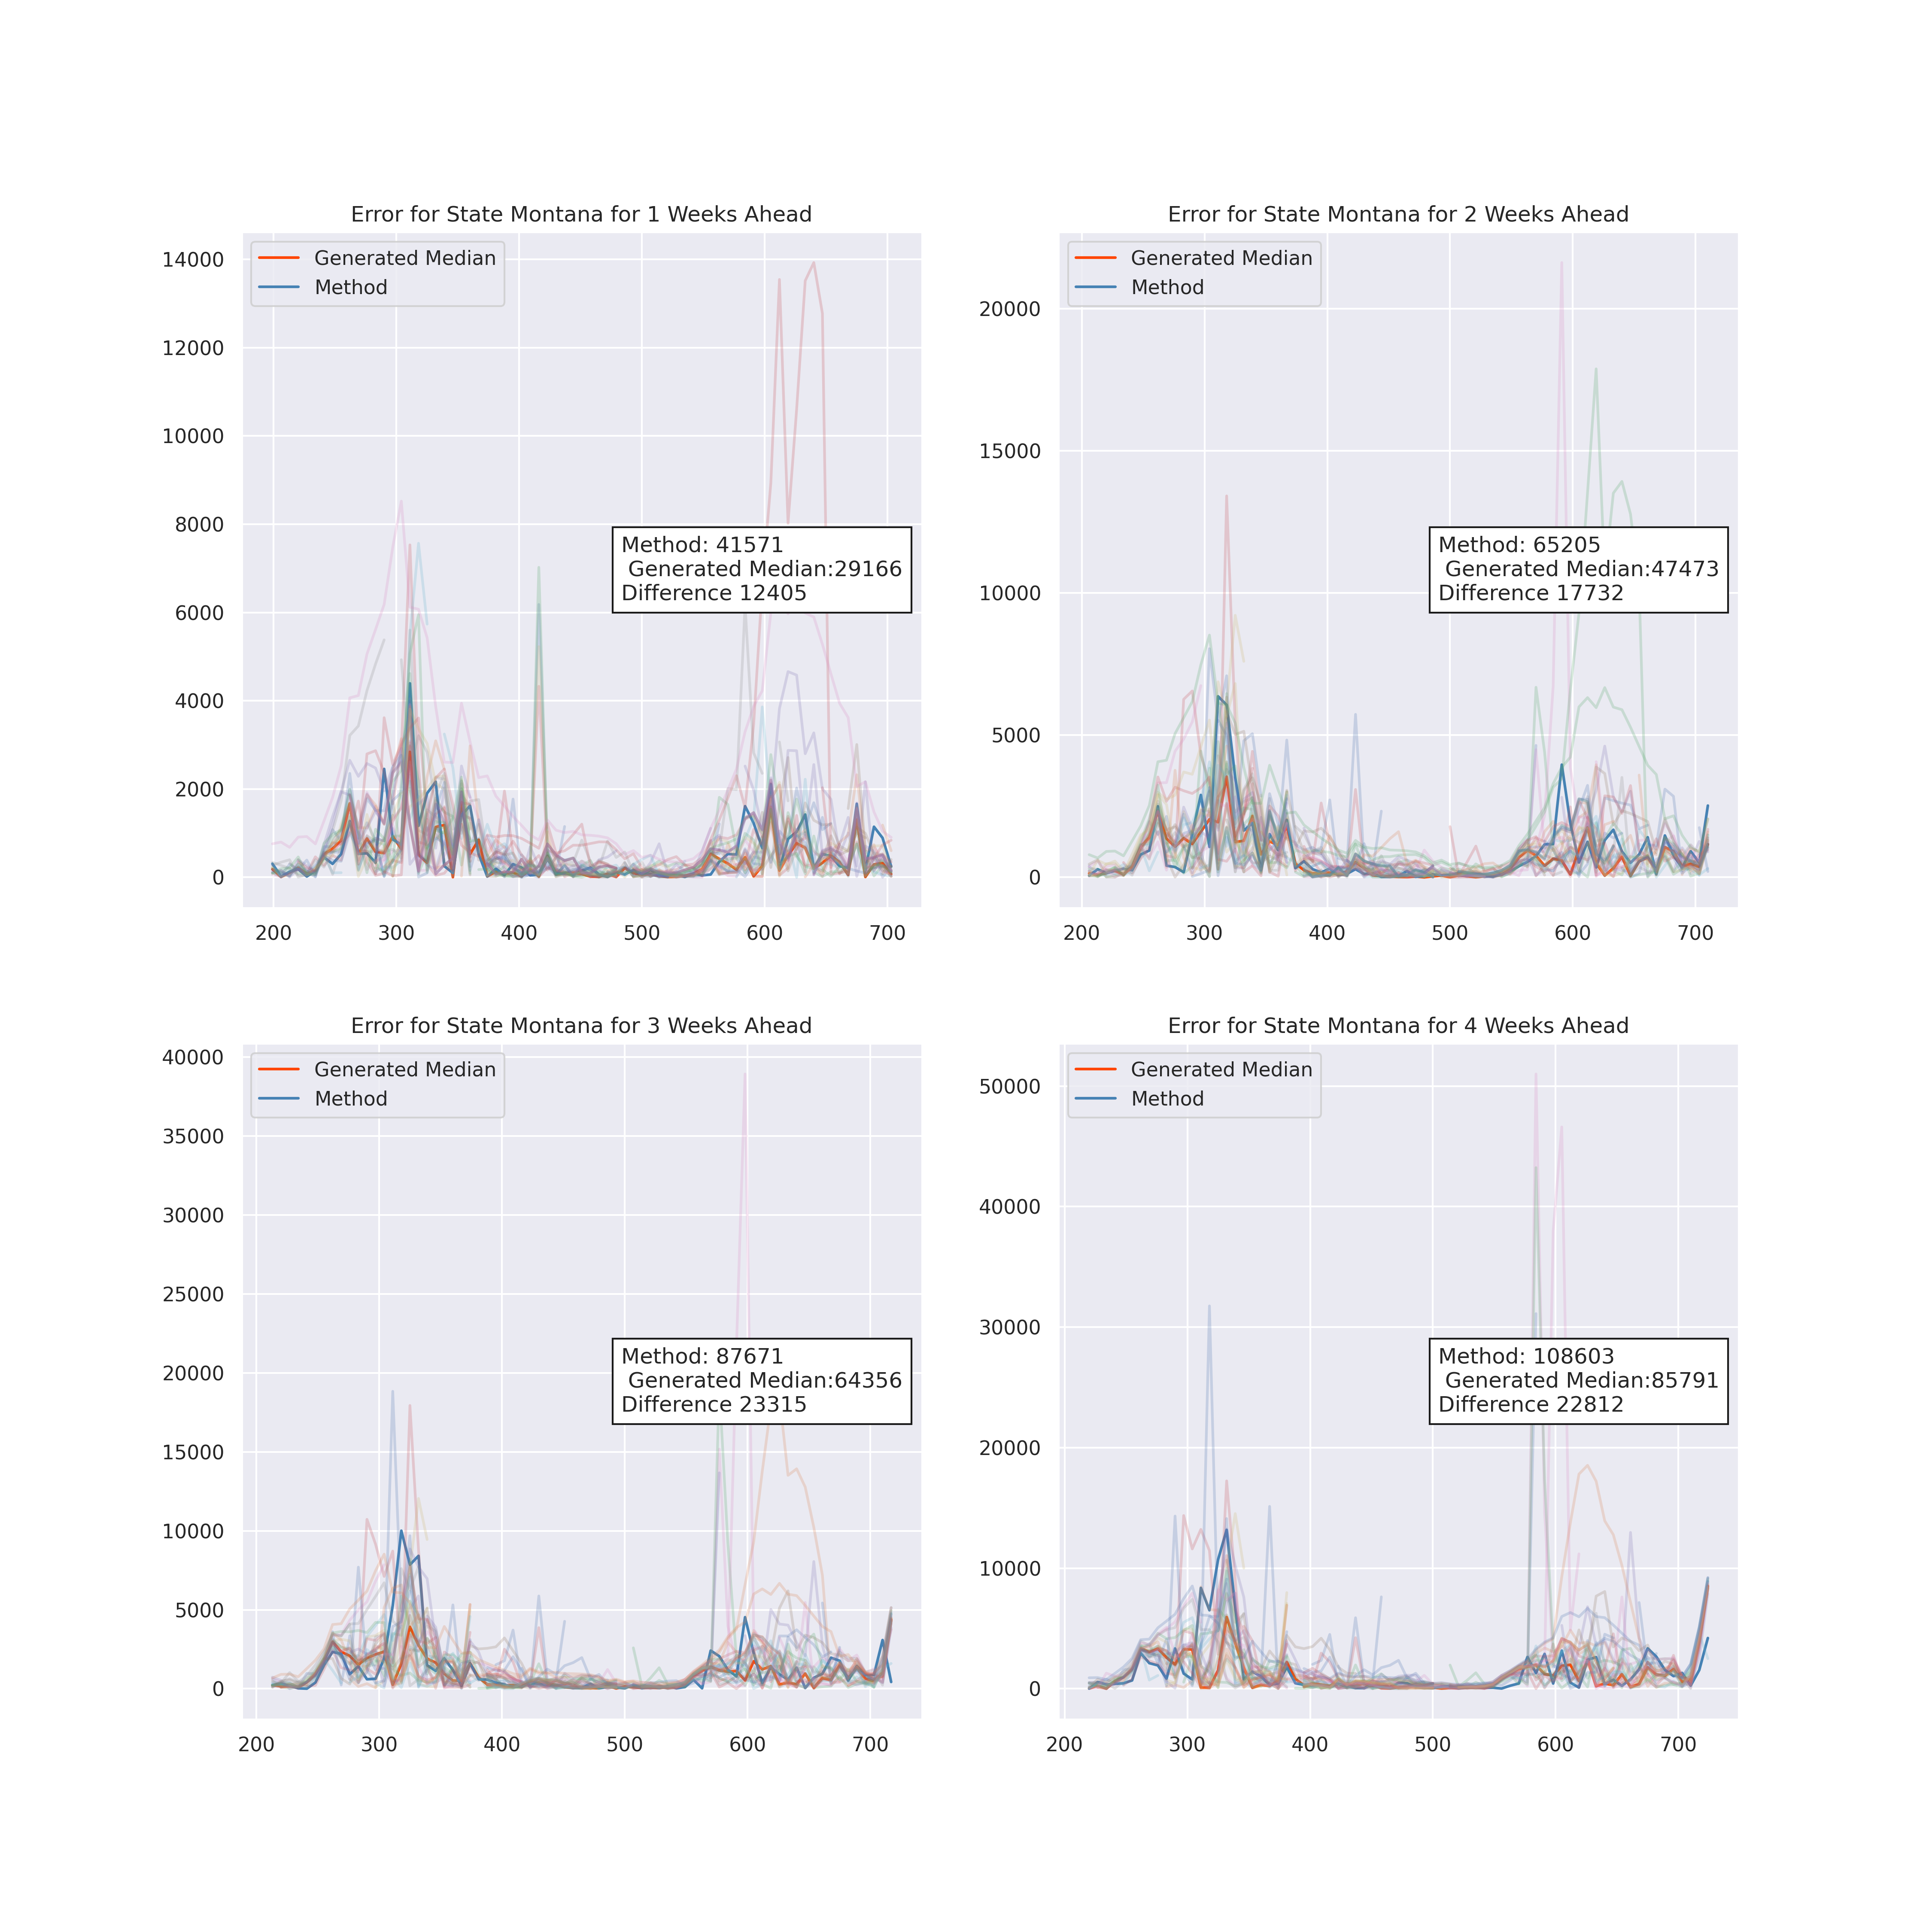 Error for State Montana for 1 Weeks Ahead
Generated Median
Method
14000
12000
10000
8000
6000
4000
2000
0
Method: 41571
Generated Median:29166
Difference 12405
200 300 400 500 600 700
Error for State Montana for 2 Weeks Ahead
Generated Median
Method
20000
15000
10000
5000
0
Method: 65205
Generated Median:47473
Difference 17732
200 300 400 500 600 700
Error for State Montana for 3 Weeks Ahead
Generated Median
Method
40000
35000
30000
25000
20000
15000
10000
5000
0
Method: 87671
Generated Median:64356
Difference 23315
200 300 400 500 600 700
Error for State Montana for 4 Weeks Ahead
Generated Median
Method
50000
40000
30000
20000
10000
0
Method: 108603
Generated Median:85791
Difference 22812
200 300 400 500 600 700